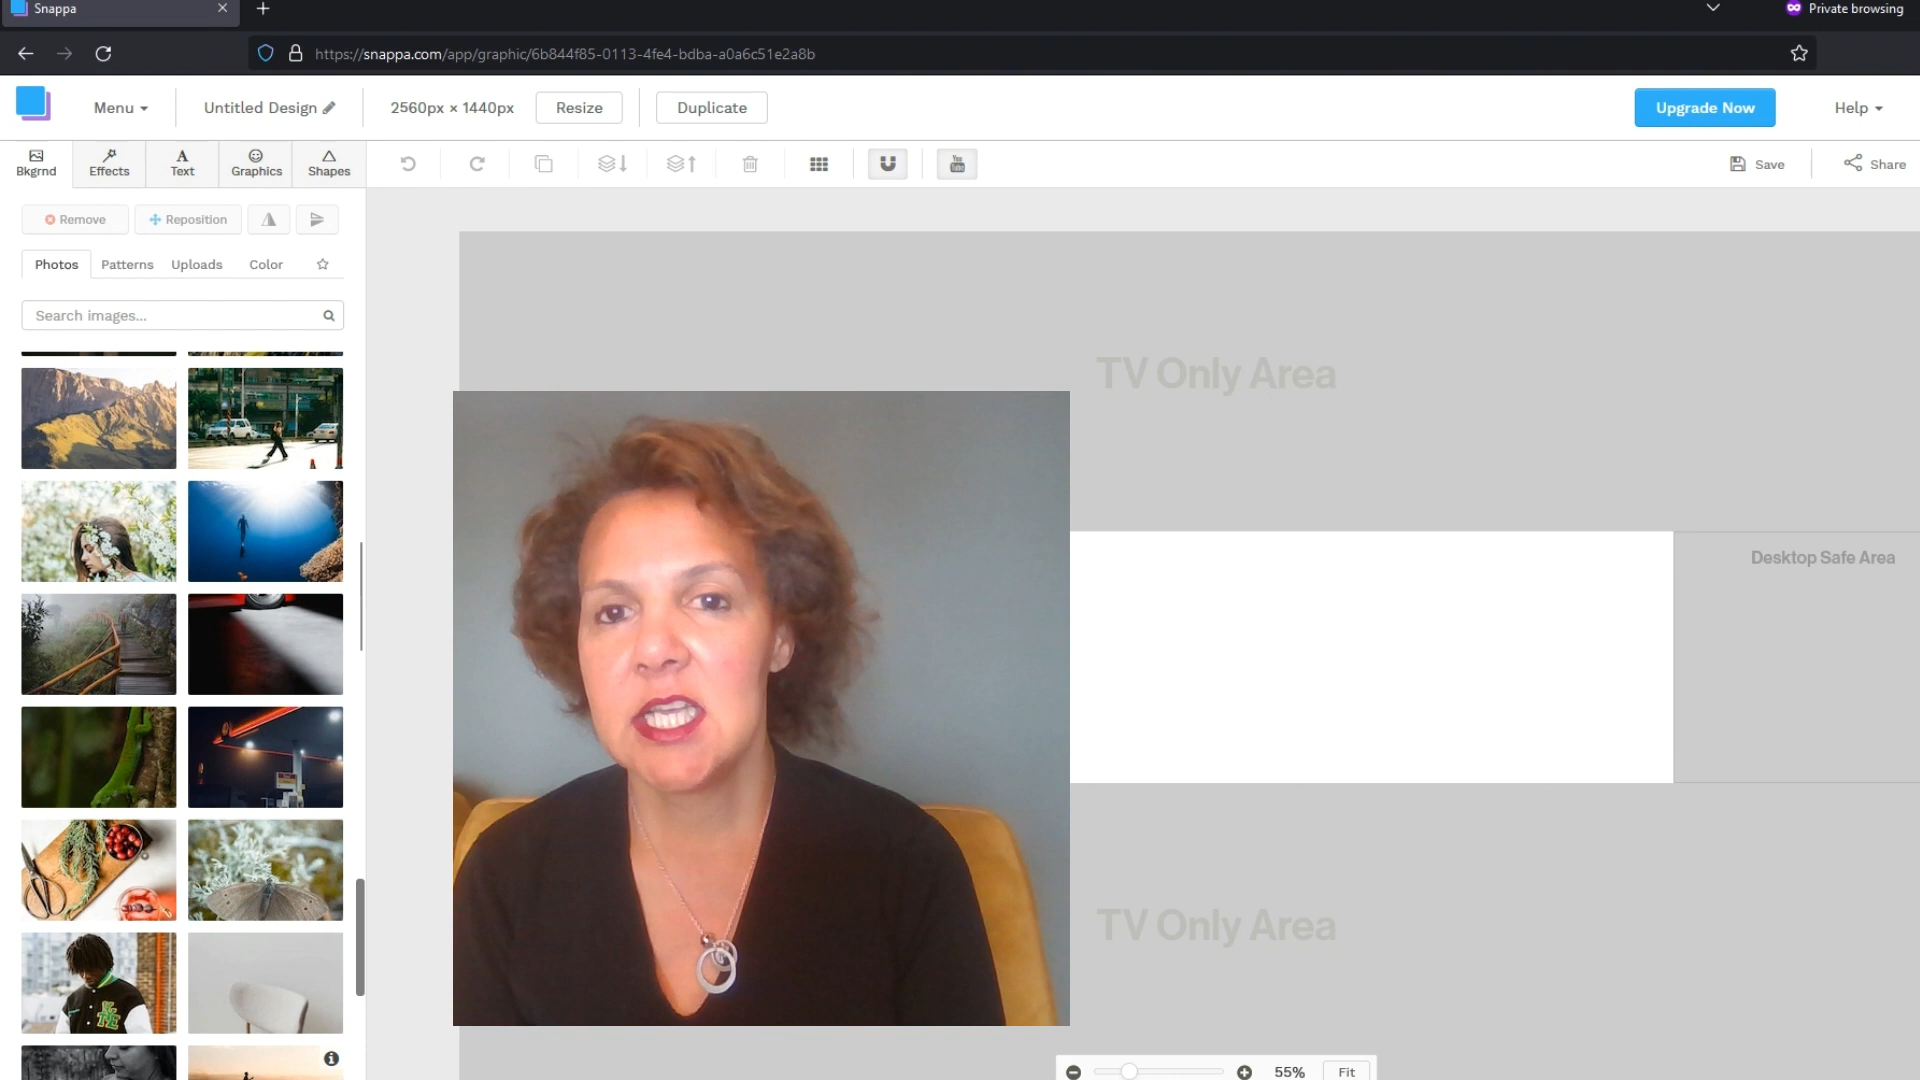 Snappa
Private browsing
https://snappa.com/app/graphic/6b844f85-0113-4fe4-bdba-a0a6c51e2a8b
Menu
Untitled Design
2560px × 1440px
Resize
Duplicate
Upgrade Now
Help
Bkgrnd
Effects
Text
Graphics
Shapes
You Tube
Save
Share
Remove
Reposition
Photos
Patterns
Uploads
Color
Search images...
TV Only Area
Desktop Safe Area
TV Only Area
55%
Fit